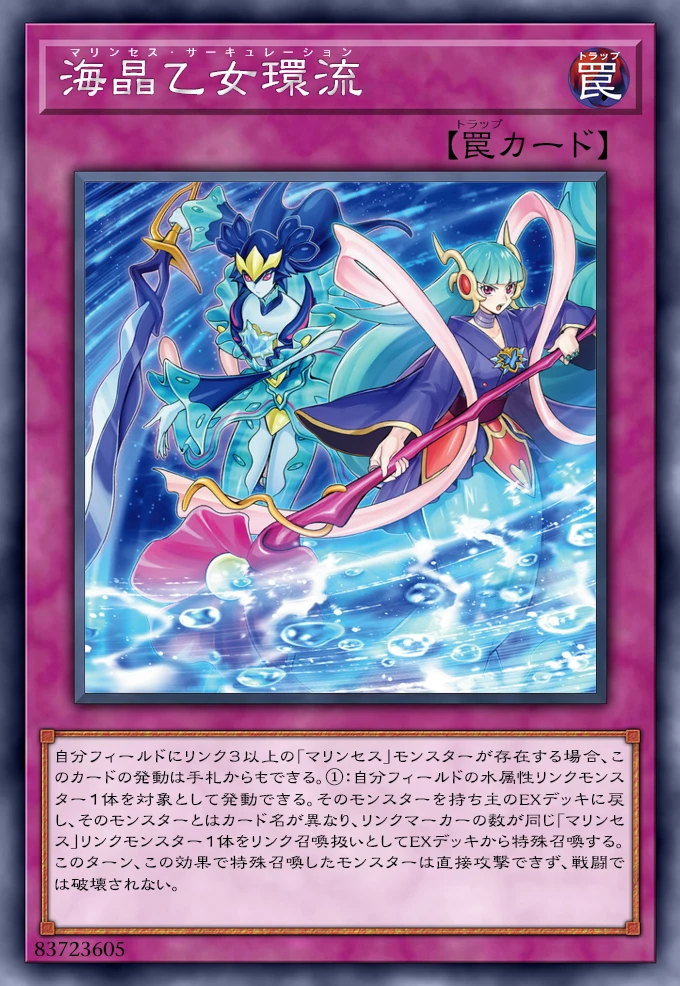 マリンセス・サーキュレーション
海晶乙女環流
トラップ
罠
トラップ
【罠カード】
自分フィールドにリンク3以上の「マリンセス」モンスターが存在する場合、こ
のカードの発動は手札からもできる。①:自分フィールドの水属性リンクモンス
ター1体を対象として発動できる。そのモンスターを持ち主のEXデッキに戻
し、そのモンスターとはカード名が異なり、リンクマーカーの数が同じ「マリンセ
ス」リンクモンスター1体をリンク召喚扱いとしてEXデッキから特殊召喚する。
このターン、この効果で特殊召喚したモンスターは直接攻撃できず、戦闘で
は破壊されない。
83723605